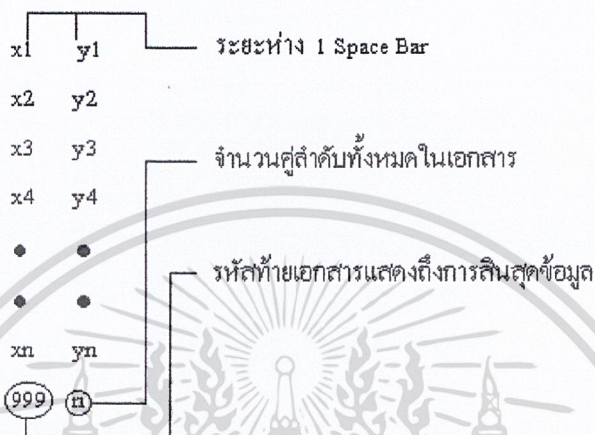 x1 y1 ระยะห่าง 1 Space Bar
x2 y2
x3 y3 จำนวนคู่ลำดับทั้งหมดในเอกสาร
x4 y4
รหัสท้ายเอกสารแสดงถึงการสิ้นสุดข้อมูล
xn yn
999 n